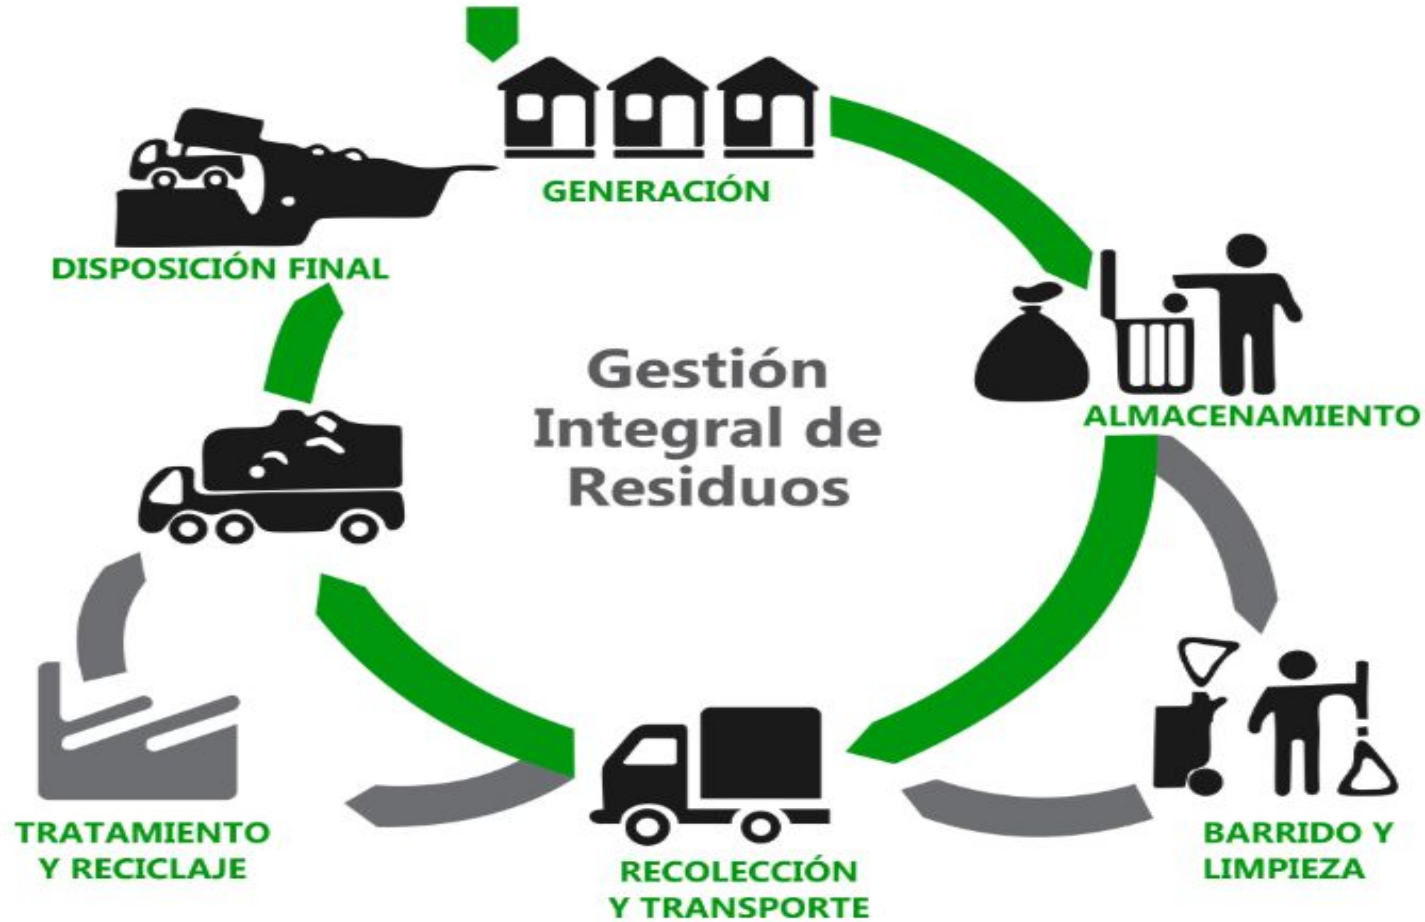 GENERACIÓN
DISPOSICIÓN FINAL
Gestión
Integral de
Residuos
ALMACENAMIENTO
TRATAMIENTO
Y RECICLAJE
RECOLECCIÓN
Y TRANSPORTE
BARRIDO Y
LIMPIEZA